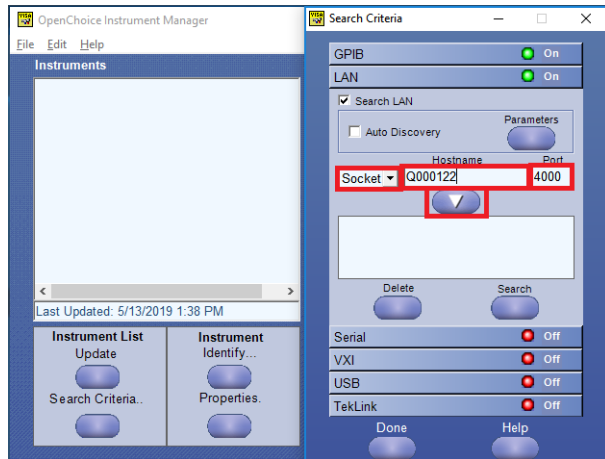 OpenChoice Instrument Manager
File Edit Help
Instruments
Last Updated: 5/13/2019 1:38 PM
Instrument List
Update
Search Criteria..
Instrument
Identify...
Properties.
Search Criteria
GPIB On
LAN On
Search LAN
Auto Discovery
Parameters
Hostname Port
Socket Q000122 4000
Delete Search
Serial Off
VXI Off
USB Off
TekLink Off
Done Help